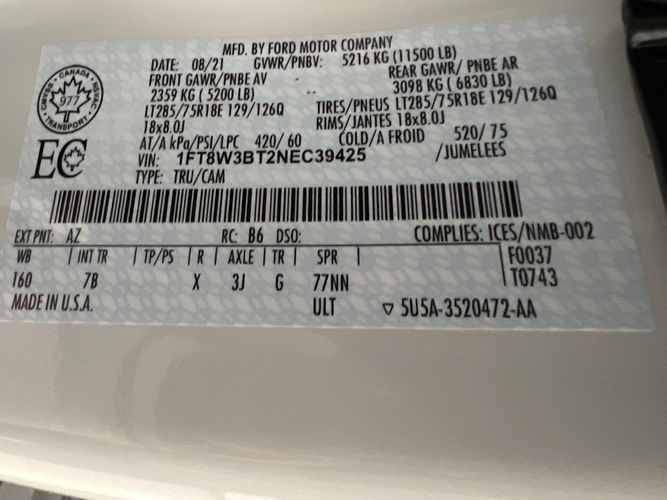 MFD. BY FORD MOTOR COMPANY
DATE: 08/21 GVWR/PNBV: 5216 KG (11500 LB)
FRONT GAWR/PNBE AV REAR GAWR/ PNBE AR
2359 KG ( 5200 LB) 3098 KG ( 6830 LB)
LT285/75R18E 129/126Q TIRES/PNEUS LT285/75R18E 129/126Q
18x8.0J RIMS/JANTES 18x8.0J
AT/A kPa/PSI/LPC 420/ 60 COLD/A FROID 520/ 75
VIN: 1FT8W3BT2NEC39425 /JUMELEES
TYPE: TRU/CAM
CANADA
977
TRANSPORT
EC
EXT PNT: AZ RC: B6 DSO: COMPLIES: ICES/NMB-002
WB INT TR TP/PS R AXLE TR SPR F0037
160 7B X 3J G 77NN T0743
MADE IN U.S.A. ULT ▽ 5U5A-3520472-AA